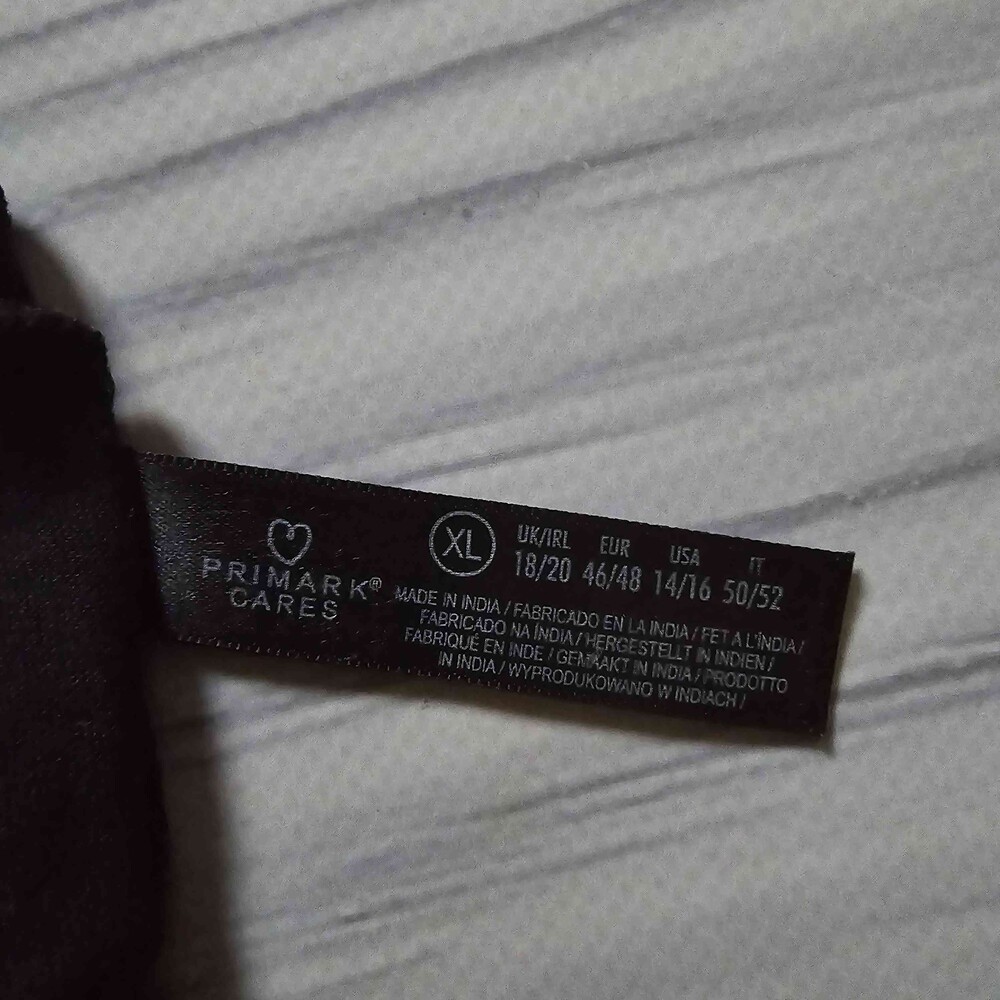 PRIMARK®
CARES
XL
UK/IRL EUR USA IT
18/20 46/48 14/16 50/52
MADE IN INDIA / FABRICADO EN LA INDIA / FET A L'ÍNDIA /
FABRICADO NA ÍNDIA / HERGESTELLT IN INDIEN /
FABRIQUÉ EN INDE / GEMAAKT IN INDIA / PRODOTTO
IN INDIA / WYPRODUKOWANO W INDIACH /